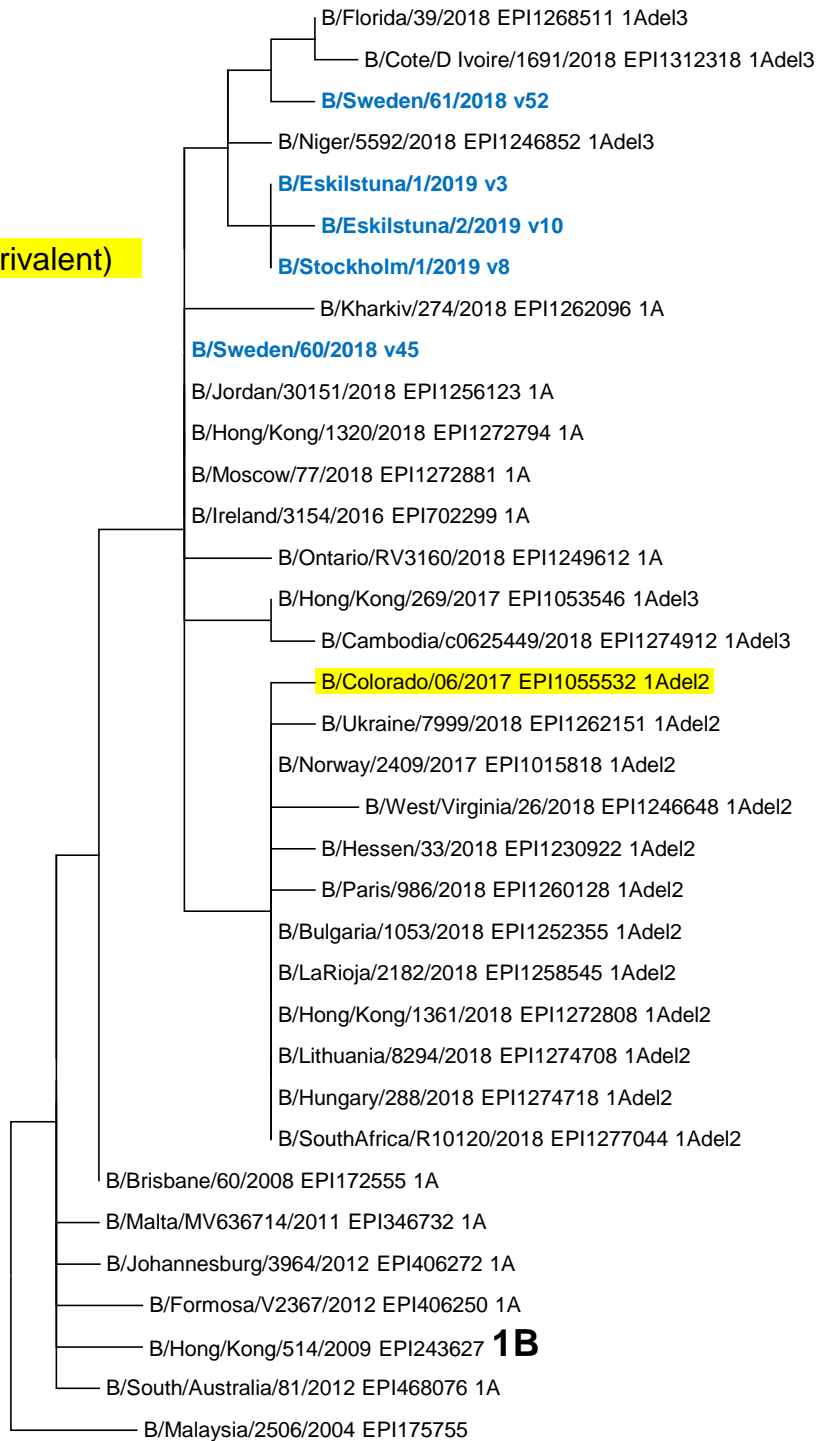 B/Florida/39/2018 EPI1268511 1Adel3
B/Cote/D Ivoire/1691/2018 EPI1312318 1Adel3
B/Sweden/61/2018 v52
B/Niger/5592/2018 EPI1246852 1Adel3
B/Eskilstuna/1/2019 v3
B/Eskilstuna/2/2019 v10
rivalent)
B/Stockholm/1/2019 v8
B/Kharkiv/274/2018 EPI1262096 1A
B/Sweden/60/2018 v45
B/Jordan/30151/2018 EPI1256123 1A
B/Hong/Kong/1320/2018 EPI1272794 1A
B/Moscow/77/2018 EPI1272881 1A
B/Ireland/3154/2016 EPI702299 1A
B/Ontario/RV3160/2018 EPI1249612 1A
B/Hong/Kong/269/2017 EPI1053546 1Adel3
B/Cambodia/c0625449/2018 EPI1274912 1Adel3
B/Colorado/06/2017 EPI1055532 1Adel2
B/Ukraine/7999/2018 EPI1262151 1Adel2
B/Norway/2409/2017 EPI1015818 1Adel2
B/West/Virginia/26/2018 EPI1246648 1Adel2
B/Hessen/33/2018 EPI1230922 1Adel2
B/Paris/986/2018 EPI1260128 1Adel2
B/Bulgaria/1053/2018 EPI1252355 1Adel2
B/LaRioja/2182/2018 EPI1258545 1Adel2
B/Hong/Kong/1361/2018 EPI1272808 1Adel2
B/Lithuania/8294/2018 EPI1274708 1Adel2
B/Hungary/288/2018 EPI1274718 1Adel2
B/SouthAfrica/R10120/2018 EPI1277044 1Adel2
B/Brisbane/60/2008 EPI172555 1A
B/Malta/MV636714/2011 EPI346732 1A
B/Johannesburg/3964/2012 EPI406272 1A
B/Formosa/V2367/2012 EPI406250 1A
B/Hong/Kong/514/2009 EPI243627 1B
B/South/Australia/81/2012 EPI468076 1A
B/Malaysia/2506/2004 EPI175755